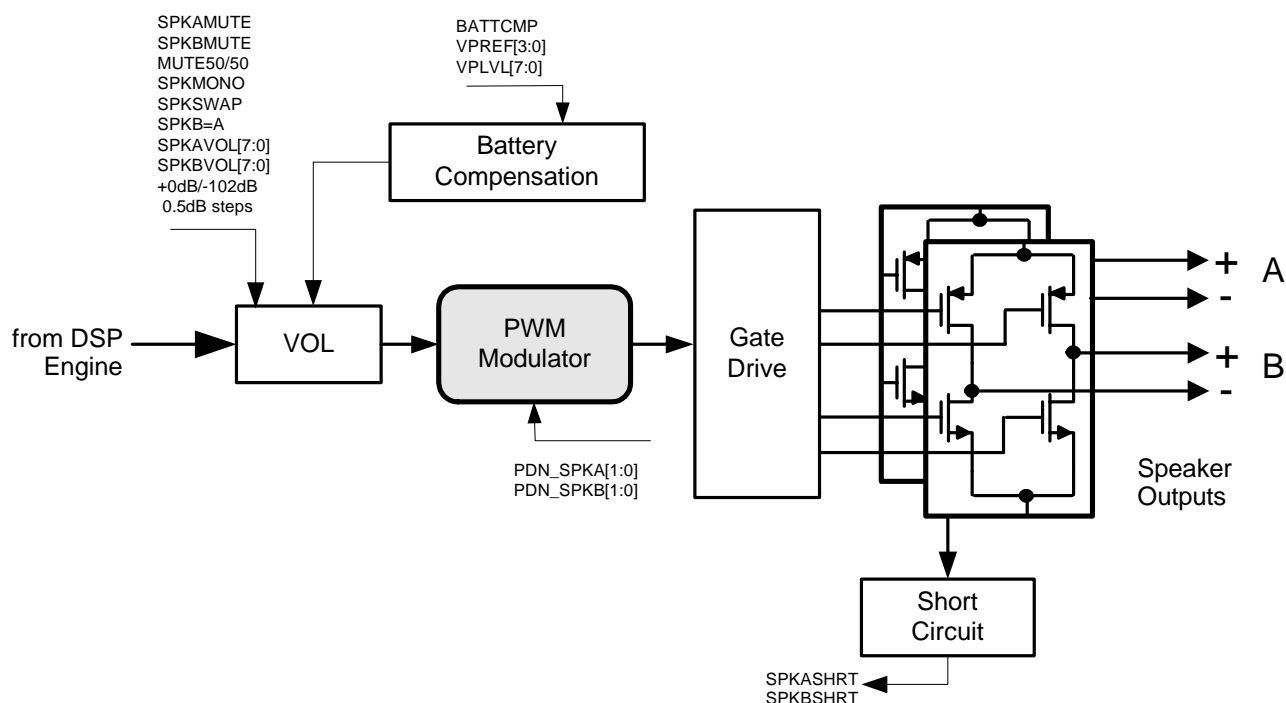 SPKAMUTE
SPKBMUTE
MUTE50/50
SPKMONO
SPKSWAP
SPKB=A
SPKAVOL[7:0]
SPKBVOL[7:0]
+0dB/-102dB
0.5dB steps
BATTCMP
VPREF[3:0]
VPLVL[7:0]
Battery
Compensation
from DSP
Engine
VOL
PWM
Modulator
PDN_SPKA[1:0]
PDN_SPKB[1:0]
Gate
Drive
+
A
-
+
B
-
Speaker
Outputs
Short
Circuit
SPKASHRT
SPKBSHRT